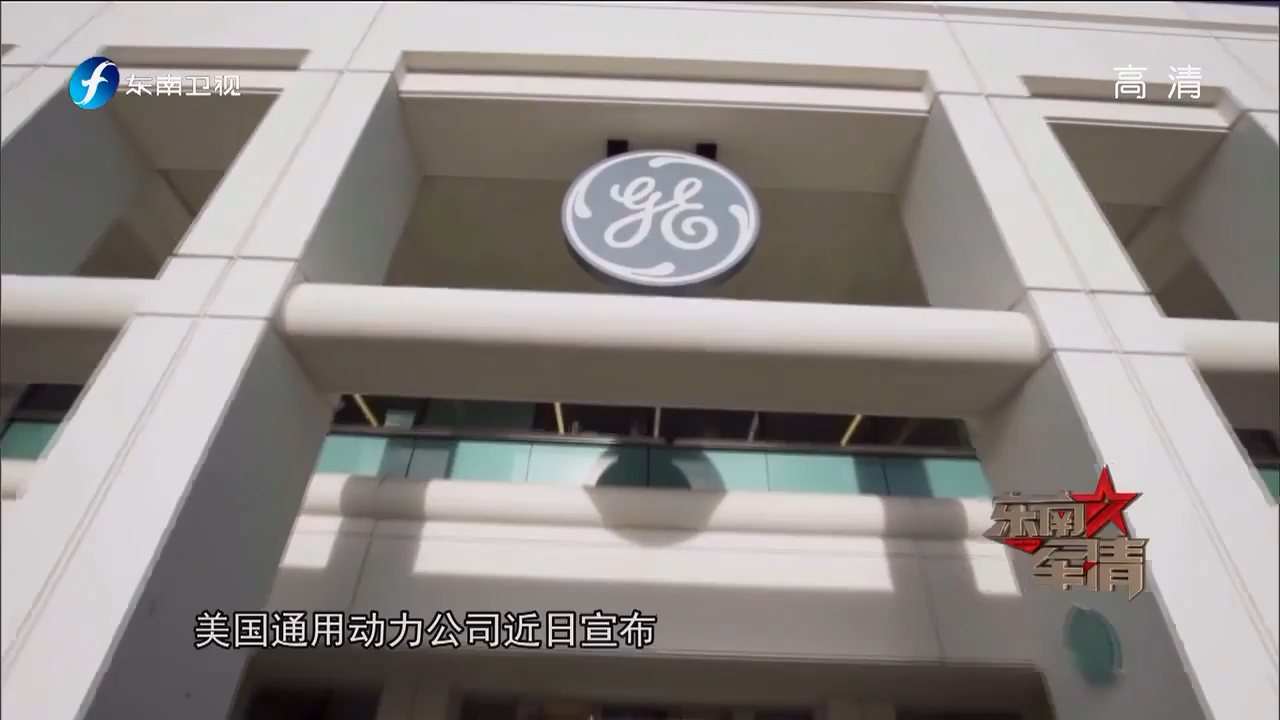 东南卫视
高清
GE
东南
军情
美国通用动力公司近日宣布